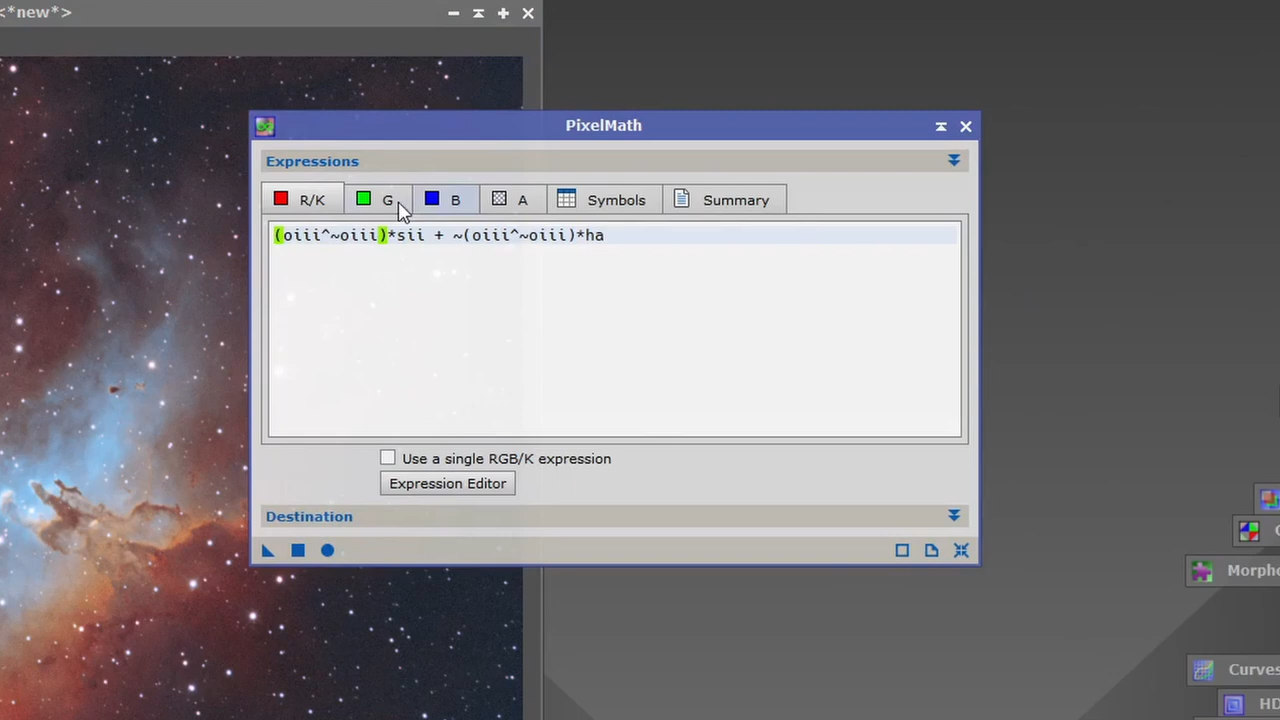 <*new*>
PixelMath
Expressions
R/K G B A Symbols Summary
(oiii^~oiii)*sii + ~(oiii^~oiii)*ha
Use a single RGB/K expression
Expression Editor
Destination
Morpho
Curves
HD